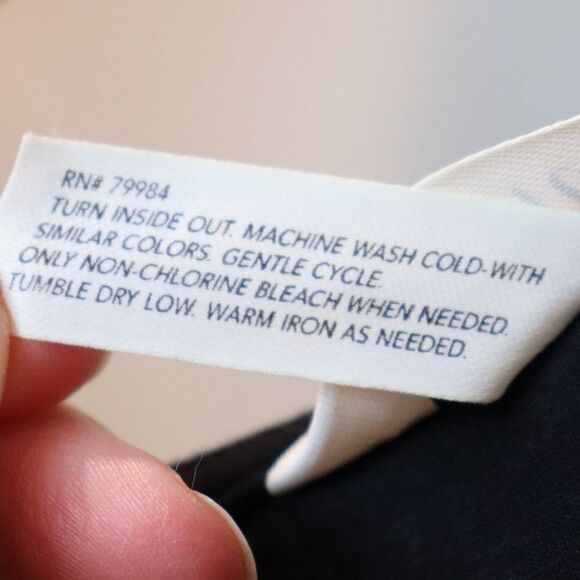 RN# 79984
TURN INSIDE OUT. MACHINE WASH COLD-WITH
SIMILAR COLORS. GENTLE CYCLE.
ONLY NON-CHLORINE BLEACH WHEN NEEDED.
TUMBLE DRY LOW. WARM IRON AS NEEDED.